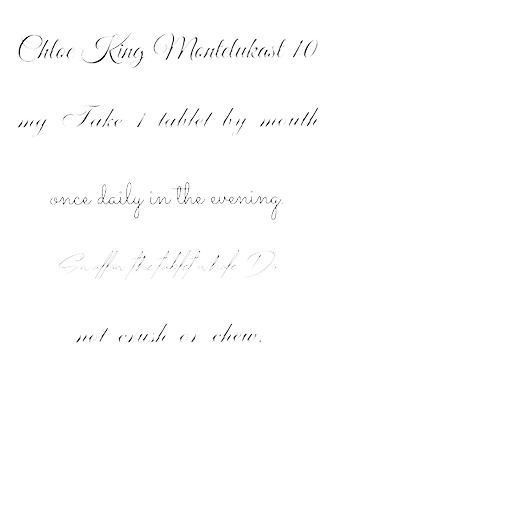 Chloe King Montelukast 10
mg Take 1 tablet by mouth
once daily in the evening.
Swallow the tablet whole Do
not crush or chew.